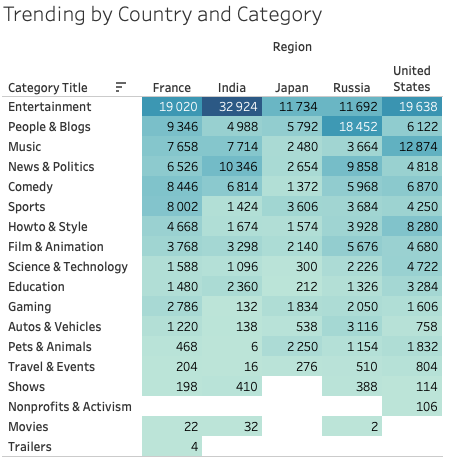 Trending by Country and Category
Region
Category Title France India Japan Russia United States
Entertainment 19 020 32 924 11 734 11 692 19 638
People & Blogs 9 346 4 988 5 792 18 452 6 122
Music 7 658 7 714 2 480 3 664 12 874
News & Politics 6 526 10 346 2 654 9 858 4 818
Comedy 8 446 6 814 1 372 5 968 6 870
Sports 8 002 1 424 3 606 3 684 4 250
Howto & Style 4 668 1 674 1 574 3 928 8 280
Film & Animation 3 768 3 298 2 140 5 676 4 680
Science & Technology 1 588 1 096 300 2 226 4 722
Education 1 480 2 360 212 1 326 3 284
Gaming 2 786 132 1 834 2 050 1 606
Autos & Vehicles 1 220 138 538 3 116 758
Pets & Animals 468 6 2 250 1 154 1 832
Travel & Events 204 16 276 510 804
Shows 198 410 388 114
Nonprofits & Activism 106
Movies 22 32 2
Trailers 4